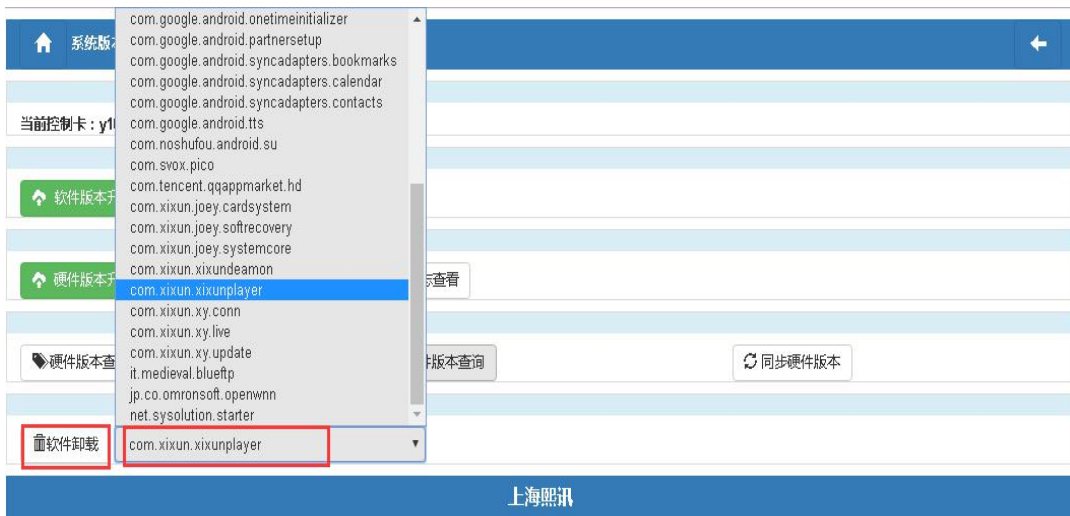 系统版本
当前控制卡：y10
软件版本升
硬件版本升
志查看
硬件版本查
件版本查询
同步硬件版本
com.google.android.onetimeinitializer
com.google.android.partnersetup
com.google.android.syncadapters.bookmarks
com.google.android.syncadapters.calendar
com.google.android.syncadapters.contacts
com.google.android.tts
com.noshufou.android.su
com.svox.pico
com.tencent.qqappmarket.hd
com.xixun.joey.cardsystem
com.xixun.joey.softrecovery
com.xixun.joey.systemcore
com.xixun.xixundeamon
com.xixun.xixunplayer
com.xixun.xy.conn
com.xixun.xy.live
com.xixun.xy.update
it.medieval.blueftp
jp.co.omronsoft.openwnn
net.sysolution.starter
软件卸载
com.xixun.xixunplayer
上海熙讯